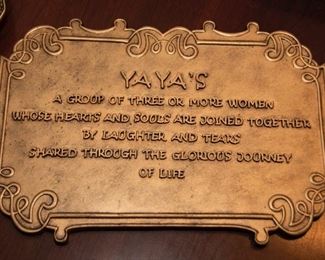 YA YA'S
A GROUP OF THREE OR MORE WOMEN
WHOSE HEARTS AND SOULS ARE JOINED TOGETHER
BY LAUGHTER AND TEARS
SHARED THROUGH THE GLORIOUS JOURNEY
OF LIFE